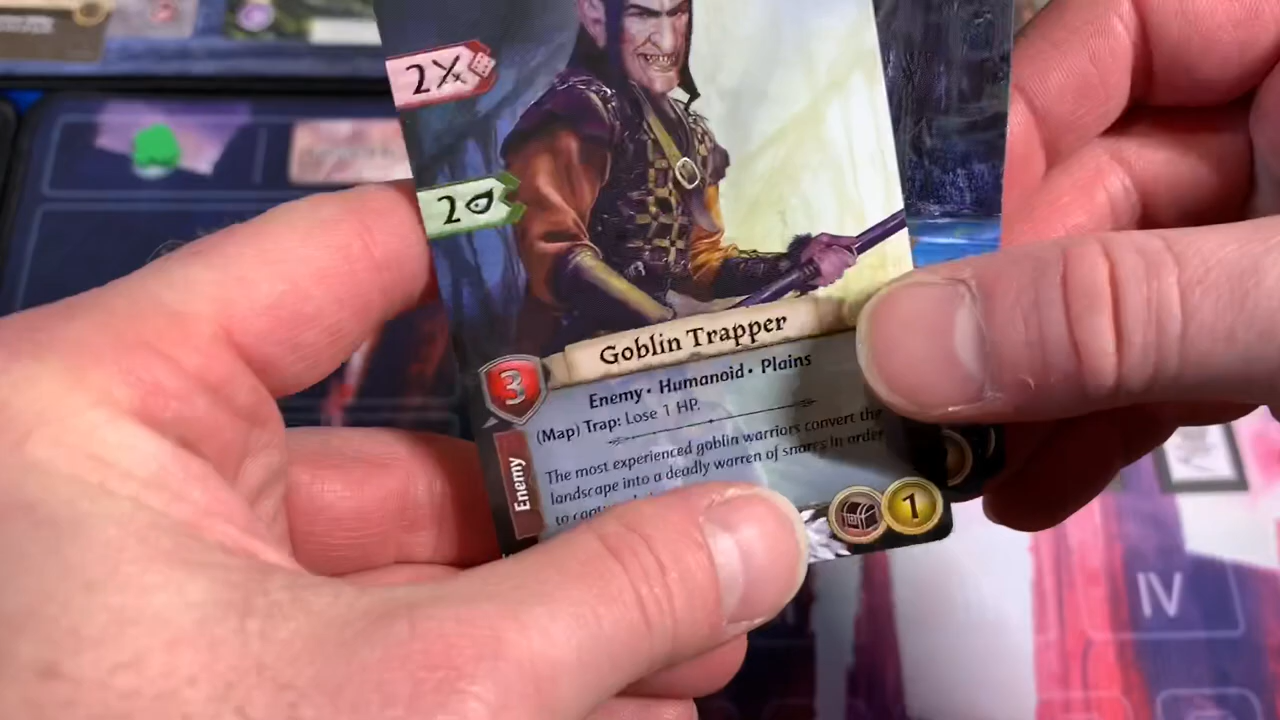 2
2
Goblin Trapper
3
Enemy • Humanoid • Plains
(Map) Trap: Lose 1 HP.
The most experienced goblin warriors convert the
landscape into a deadly warren of snares in order
Enemy
to
1
IV